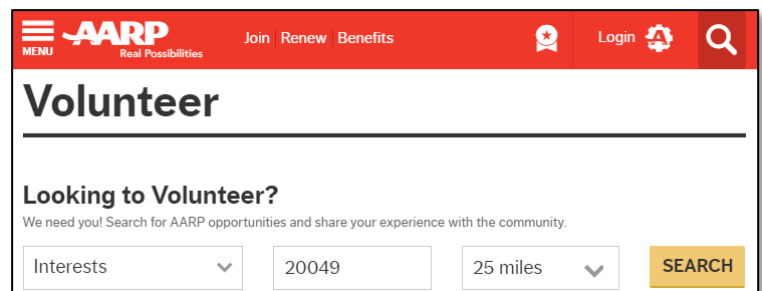 MENU AARP Real Possibilities Join Renew Benefits Login
Volunteer
Looking to Volunteer?
We need you! Search for AARP opportunities and share your experience with the community.
Interests 20049 25 miles SEARCH